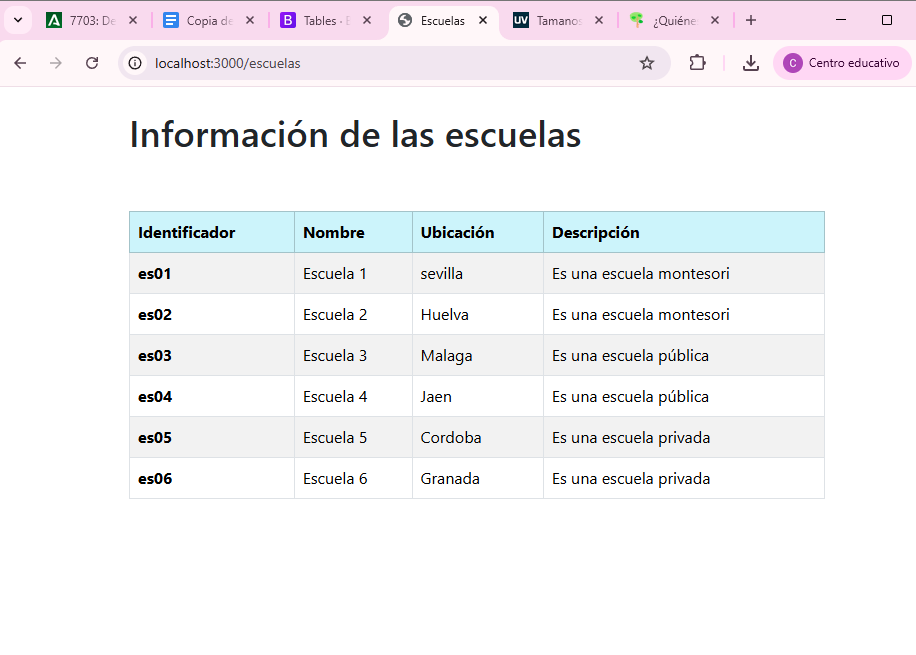 7703: De
Copia de
Tables · B
Escuelas
Tamanos
¿Quiéne
localhost:3000/escuelas
C Centro educativo
Información de las escuelas
Identificador Nombre Ubicación Descripción
es01 Escuela 1 sevilla Es una escuela montesori
es02 Escuela 2 Huelva Es una escuela montesori
es03 Escuela 3 Malaga Es una escuela pública
es04 Escuela 4 Jaen Es una escuela pública
es05 Escuela 5 Cordoba Es una escuela privada
es06 Escuela 6 Granada Es una escuela privada